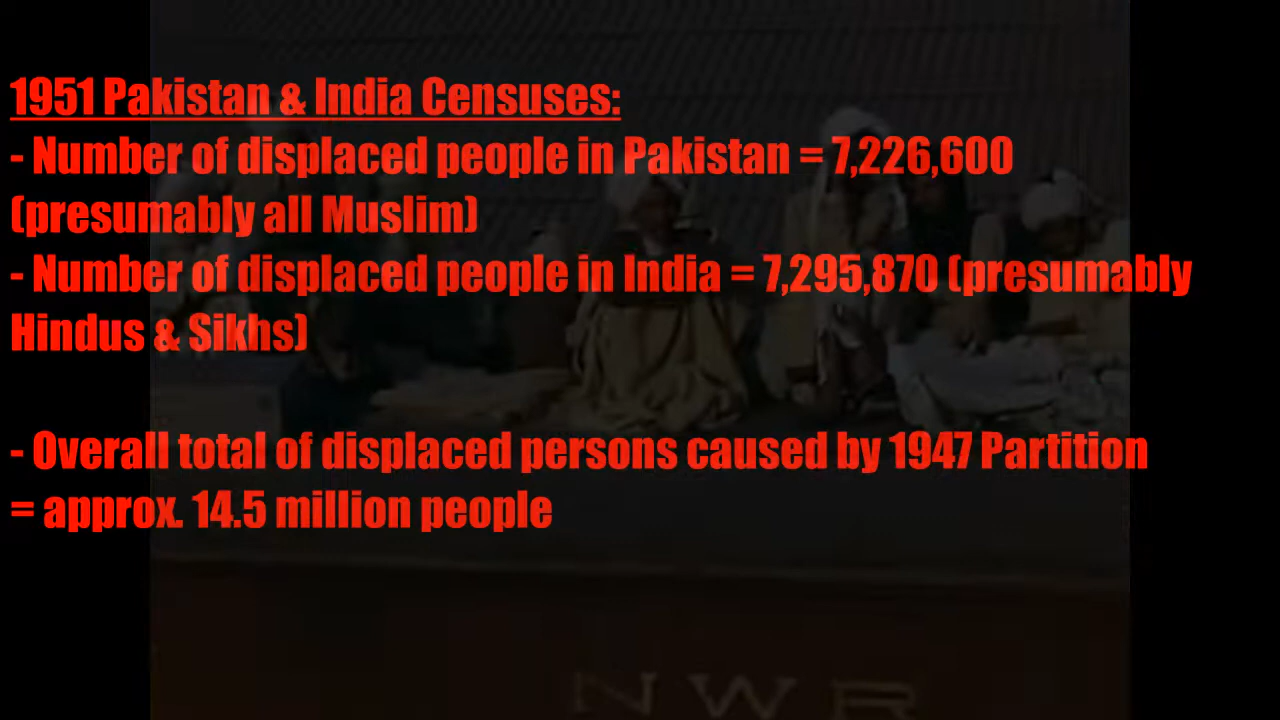 1951 Pakistan & India Censuses:
- Number of displaced people in Pakistan = 7,226,600
(presumably all Muslim)
- Number of displaced people in India = 7,295,870 (presumably
Hindus & Sikhs)
- Overall total of displaced persons caused by 1947 Partition
= approx. 14.5 million people
NWR